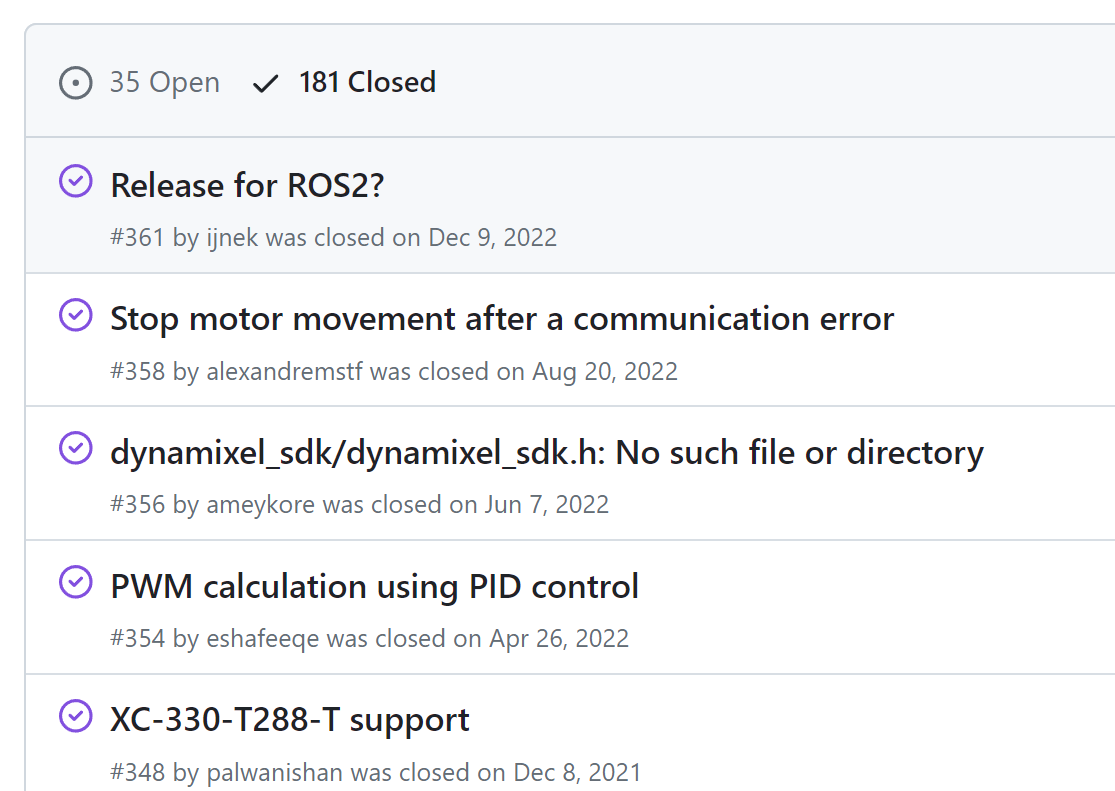 35 Open 181 Closed
Release for ROS2?
#361 by ijnek was closed on Dec 9, 2022
Stop motor movement after a communication error
#358 by alexandremstf was closed on Aug 20, 2022
dynamixel_sdk/dynamixel_sdk.h: No such file or directory
#356 by ameykore was closed on Jun 7, 2022
PWM calculation using PID control
#354 by eshafeeqe was closed on Apr 26, 2022
XC-330-T288-T support
#348 by palwanishan was closed on Dec 8, 2021